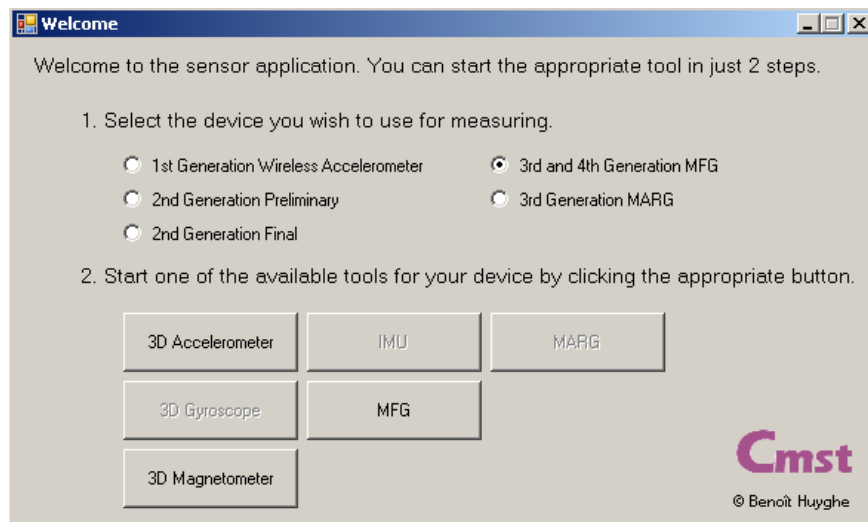 Welcome
Welcome to the sensor application. You can start the appropriate tool in just 2 steps.
1. Select the device you wish to use for measuring.
1st Generation Wireless Accelerometer
3rd and 4th Generation MFG
2nd Generation Preliminary
3rd Generation MARG
2nd Generation Final
2. Start one of the available tools for your device by clicking the appropriate button.
3D Accelerometer
IMU
MARG
3D Gyroscope
MFG
3D Magnetometer
Cmst
© Benoît Huyghe